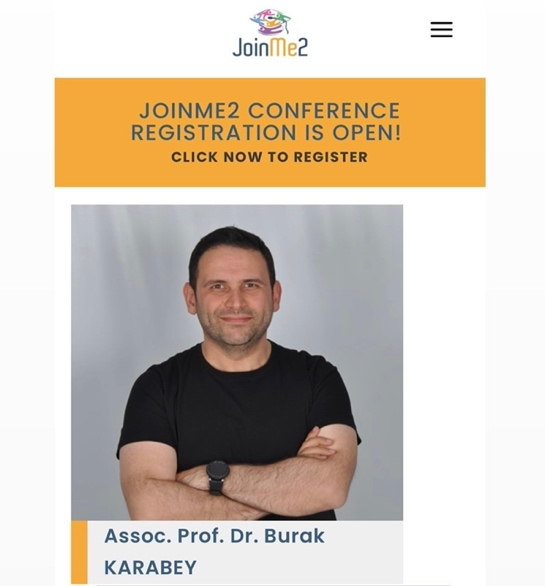 JoinMe2
JOINME2 CONFERENCE
REGISTRATION IS OPEN!
CLICK NOW TO REGISTER
Assoc. Prof. Dr. Burak
KARABEY